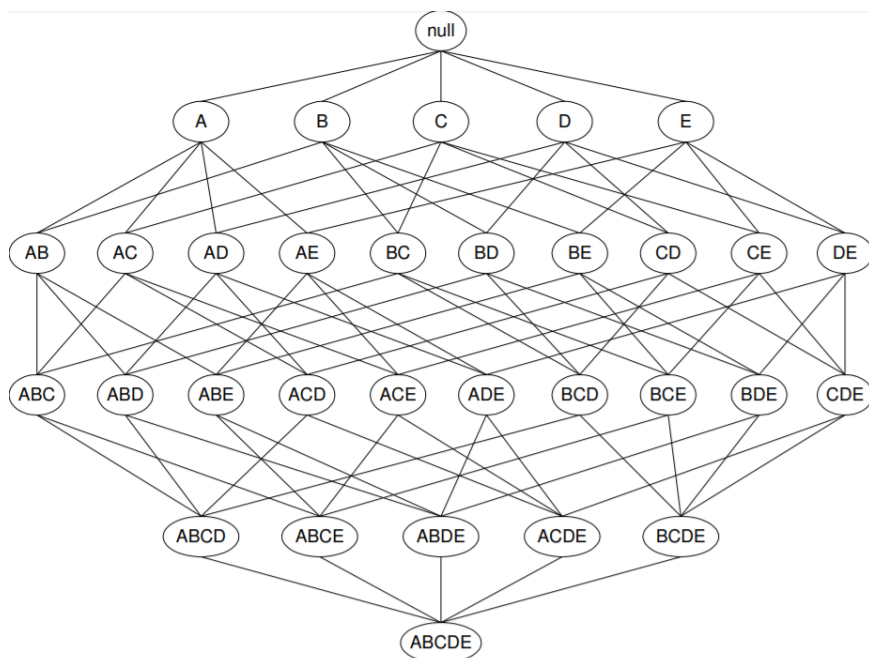 null
A B C D E
AB AC AD AE BC BD BE CD CE DE
ABC ABD ABE ACD ACE ADE BCD BCE BDE CDE
ABCD ABCE ABDE ACDE BCDE
ABCDE